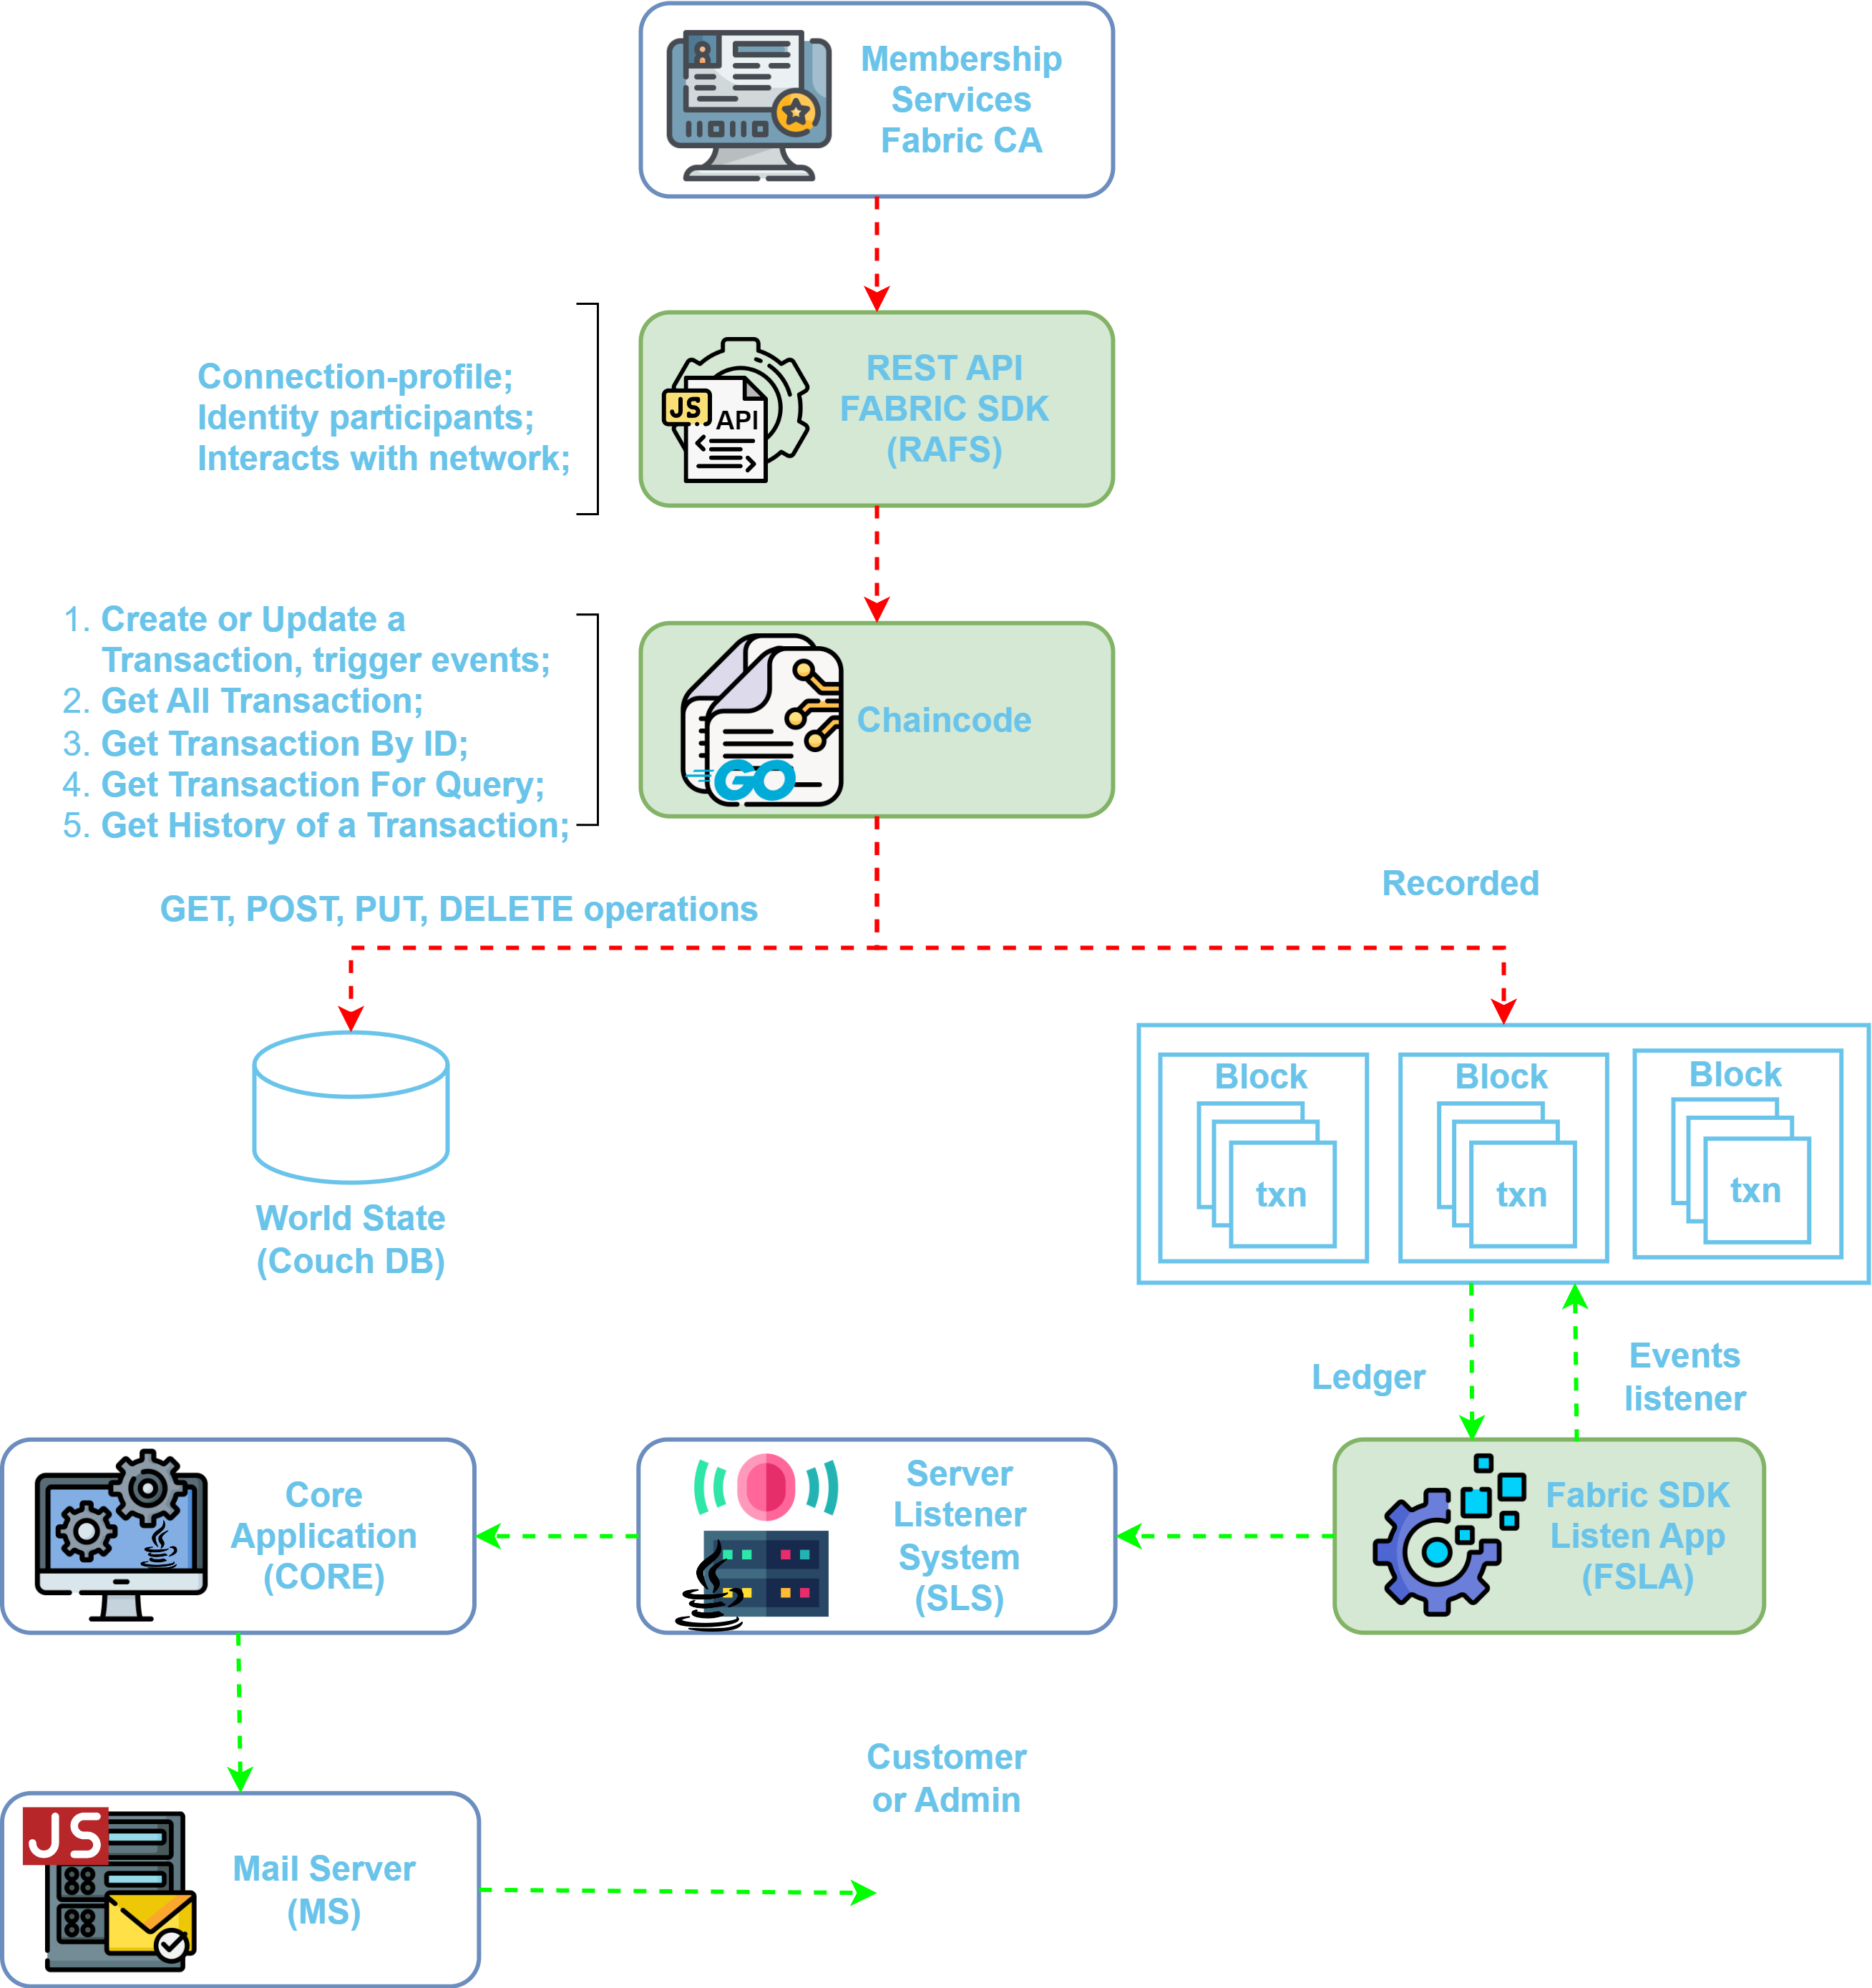 Membership
Services
Fabric CA
Connection-profile;
Identity participants;
Interacts with network;
JS
API
REST API
FABRIC SDK
(RAFS)
1. Create or Update a
Transaction, trigger events;
2. Get All Transaction;
3. Get Transaction By ID;
4. Get Transaction For Query;
5. Get History of a Transaction;
GO
Chaincode
GET, POST, PUT, DELETE operations
Recorded
Block
txn
Block
txn
Block
txn
World State
(Couch DB)
Ledger
Events
listener
Core
Application
(CORE)
Server
Listener
System
(SLS)
Fabric SDK
Listen App
(FSLA)
Customer
or Admin
JS
Mail Server
(MS)